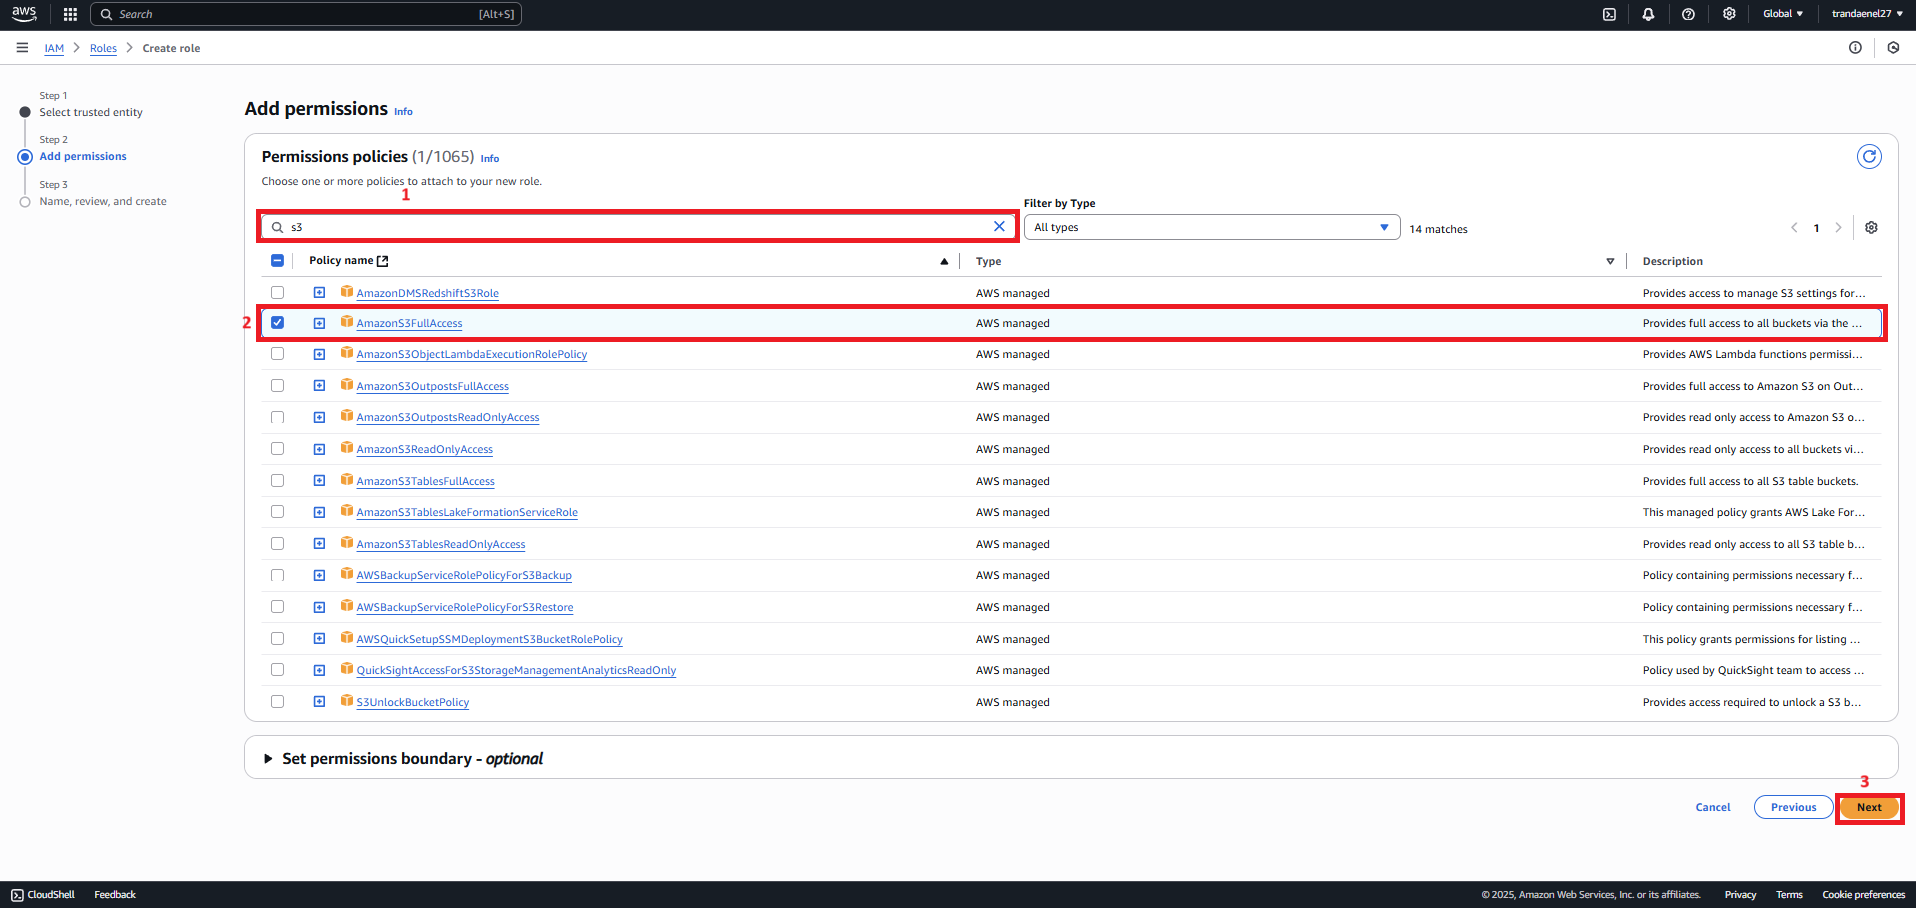 aws Search [Alt+S] Global trandaenel27
IAM Roles Create role
Step 1
Select trusted entity
Step 2
Add permissions
Step 3
Name, review, and create
Add permissions Info
Permissions policies (1/1065) Info
Choose one or more policies to attach to your new role.
1
Filter by Type
s3 All types 14 matches 1
Policy name Type Description
AmazonDMSRedshiftS3Role AWS managed Provides access to manage S3 settings for...
2 AmazonS3FullAccess AWS managed Provides full access to all buckets via the ...
AmazonS3ObjectLambdaExecutionRolePolicy AWS managed Provides AWS Lambda functions permissi...
AmazonS3OutpostsFullAccess AWS managed Provides full access to Amazon S3 on Out...
AmazonS3OutpostsReadOnlyAccess AWS managed Provides read only access to Amazon S3 o...
AmazonS3ReadOnlyAccess AWS managed Provides read only access to all buckets vi...
AmazonS3TablesFullAccess AWS managed Provides full access to all S3 table buckets.
AmazonS3TablesLakeFormationServiceRole AWS managed This managed policy grants AWS Lake For...
AmazonS3TablesReadOnlyAccess AWS managed Provides read only access to all S3 table b...
AWSBackupServiceRolePolicyForS3Backup AWS managed Policy containing permissions necessary f...
AWSBackupServiceRolePolicyForS3Restore AWS managed Policy containing permissions necessary f...
AWSQuickSetupSSMDeploymentS3BucketRolePolicy AWS managed This policy grants permissions for listing ...
QuickSightAccessForS3StorageManagementAnalyticsReadOnly AWS managed Policy used by QuickSight team to access ...
S3UnlockBucketPolicy AWS managed Provides access required to unlock a S3 b...
Set permissions boundary - optional
3
Cancel Previous Next
CloudShell Feedback © 2025, Amazon Web Services, Inc. or its affiliates. Privacy Terms Cookie preferences